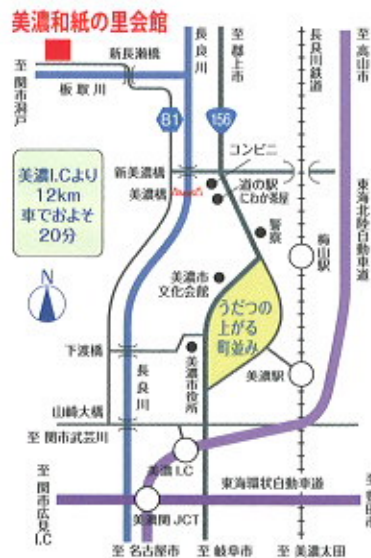 美濃和紙の里会館
新長瀬橋
至関市洞戸
板取川
長良川
至郡上市
長良川鉄道
至高山市
81
156
コンビニ
美濃I.Cより
12km
車でおよそ
20分
新美濃橋
美濃橋
道の駅
にわか茶屋
警察
梅山駅
東海北陸自動車道
N
美濃市
文化会館
うだつの
上がる
町並み
下渡橋
長良川
美濃市役所
美濃駅
山崎大橋
至 関市武芸川
美濃 I.C
至関市広見I.C
東海環状自動車道
美濃関 JCT
至 名古屋市
至 岐阜市
至 美濃太田